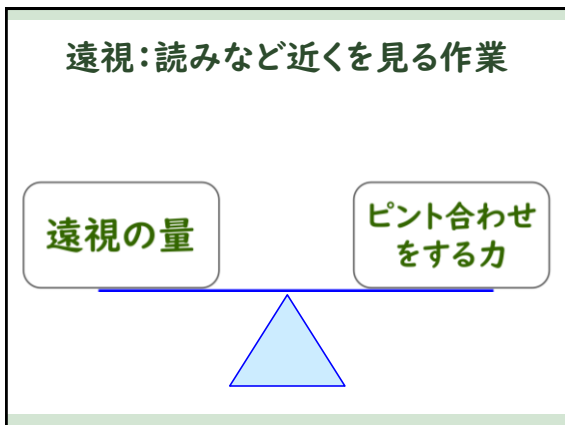 遠視：読みなど近くを見る作業
遠視の量
ピント合わせ
をする力